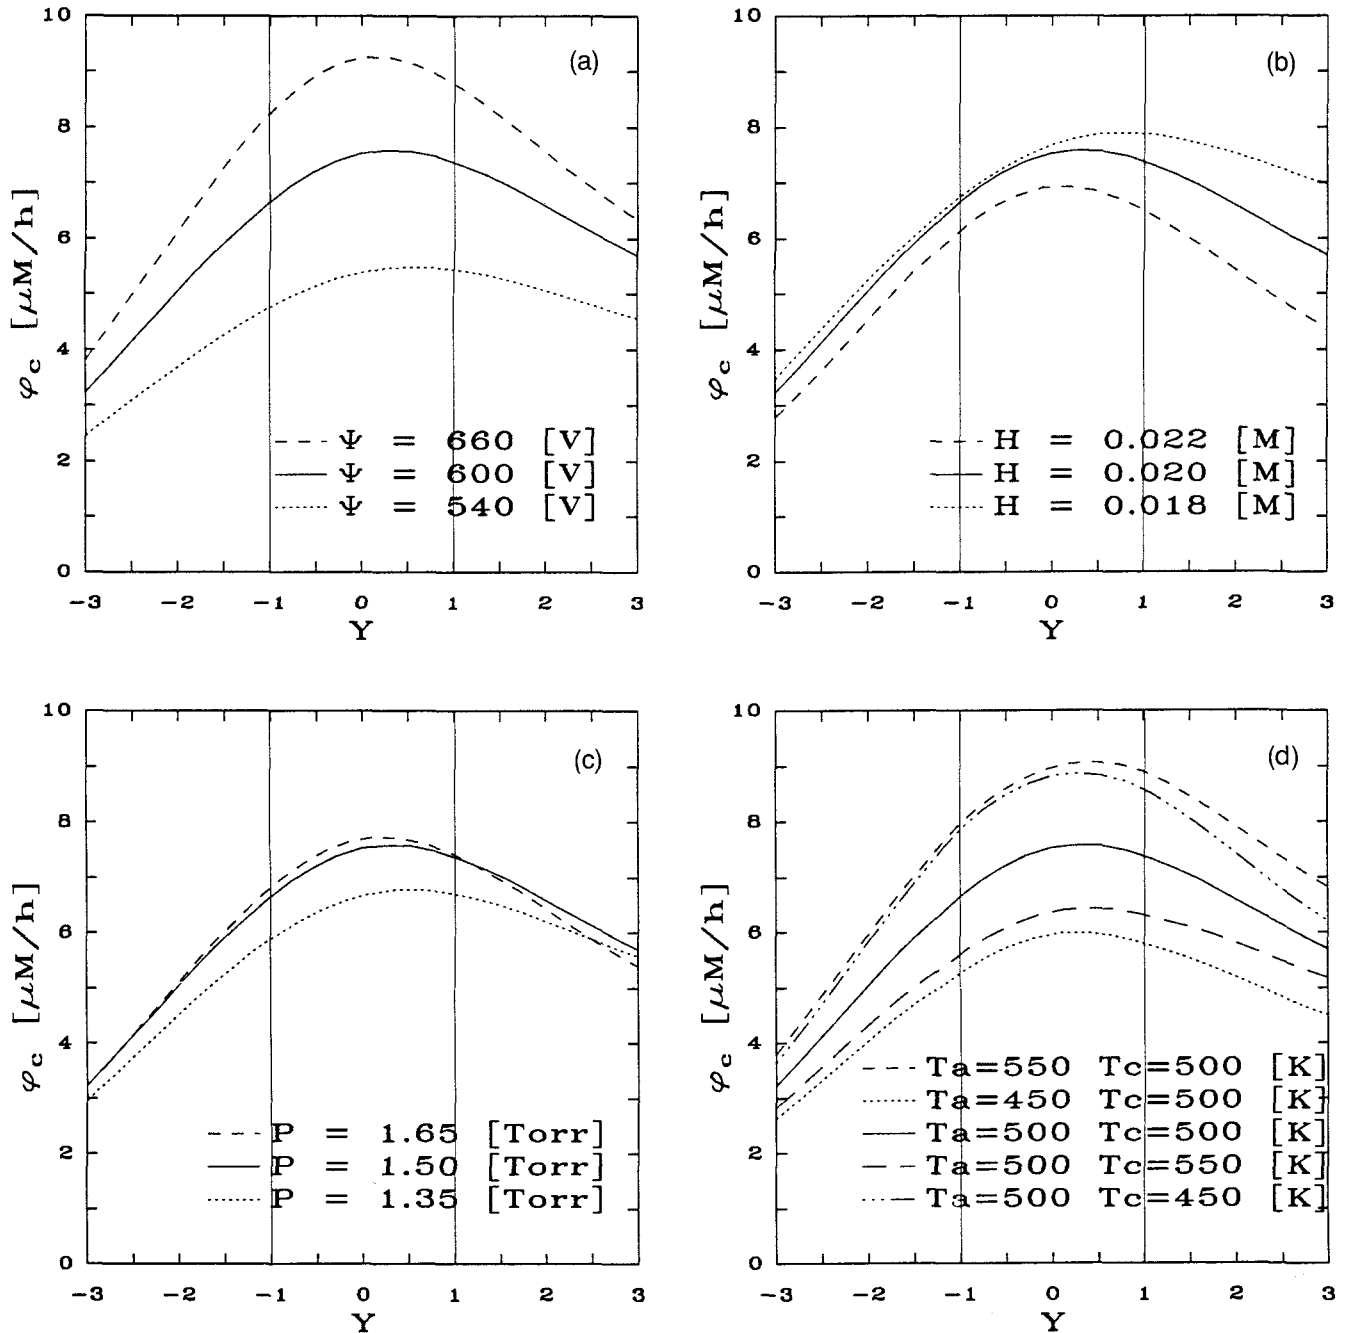 (a)
10
8
6
4
2
0
φc [μM/h]
Ψ = 660 [V]
Ψ = 600 [V]
Ψ = 540 [V]
-3 -2 -1 0 1 2 3
Y
(b)
10
8
6
4
2
0
φc [μM/h]
H = 0.022 [M]
H = 0.020 [M]
H = 0.018 [M]
-3 -2 -1 0 1 2 3
Y
(c)
10
8
6
4
2
0
φc [μM/h]
P = 1.65 [Torr]
P = 1.50 [Torr]
P = 1.35 [Torr]
-3 -2 -1 0 1 2 3
Y
(d)
10
8
6
4
2
0
φc [μM/h]
Ta=550 Tc=500 [K]
Ta=450 Tc=500 [K]
Ta=500 Tc=500 [K]
Ta=500 Tc=550 [K]
Ta=500 Tc=450 [K]
-3 -2 -1 0 1 2 3
Y